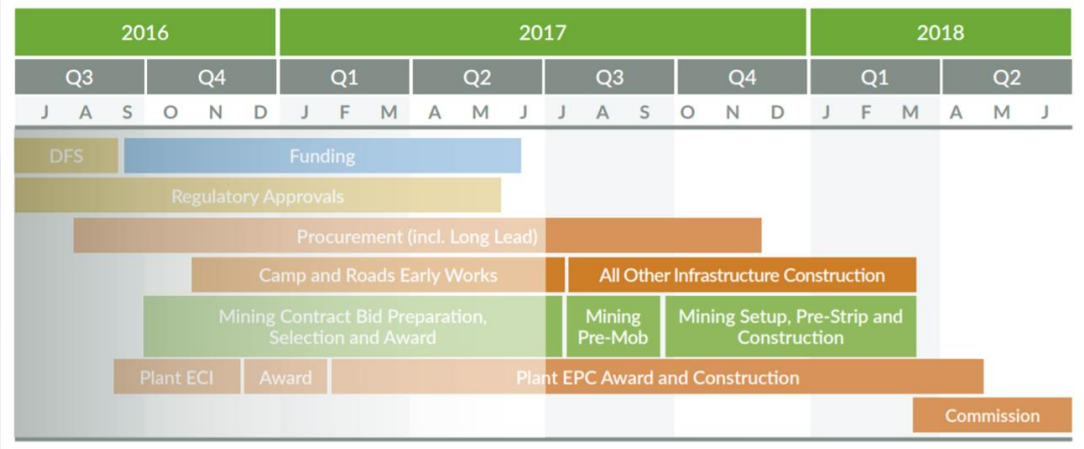 2016 2017 2018
Q3 Q4 Q1 Q2 Q3 Q4 Q1 Q2
J A S O N D J F M A M J J A S O N D J F M A M J
DFS Funding
Regulatory Approvals
Procurement (incl. Long Lead)
Camp and Roads Early Works All Other Infrastructure Construction
Mining Contract Bid Preparation,
Selection and Award
Mining
Pre-Mob
Mining Setup, Pre-Strip and
Construction
Plant ECI Award Plant EPC Award and Construction
Commission